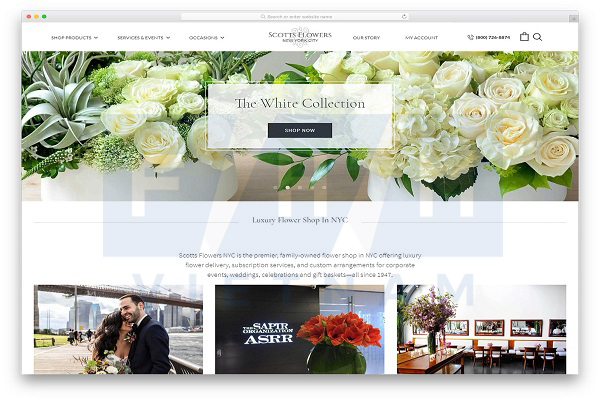 Search or enter website name
SHOP PRODUCTS
SERVICES & EVENTS
OCCASIONS
SCOTTS FLOWERS
NEW YORK CITY
OUR STORY
MY ACCOUNT
(800) 726-8874
The White Collection
SHOP NOW
Luxury Flower Shop In NYC
Scotts Flowers NYC is the premier, family-owned flower shop in NYC offering luxury
flower delivery, subscription services, and custom arrangements for corporate
events, weddings, celebrations and gift baskets—all since 1947.
THE SAPIR
ORGANIZATION
ASRR